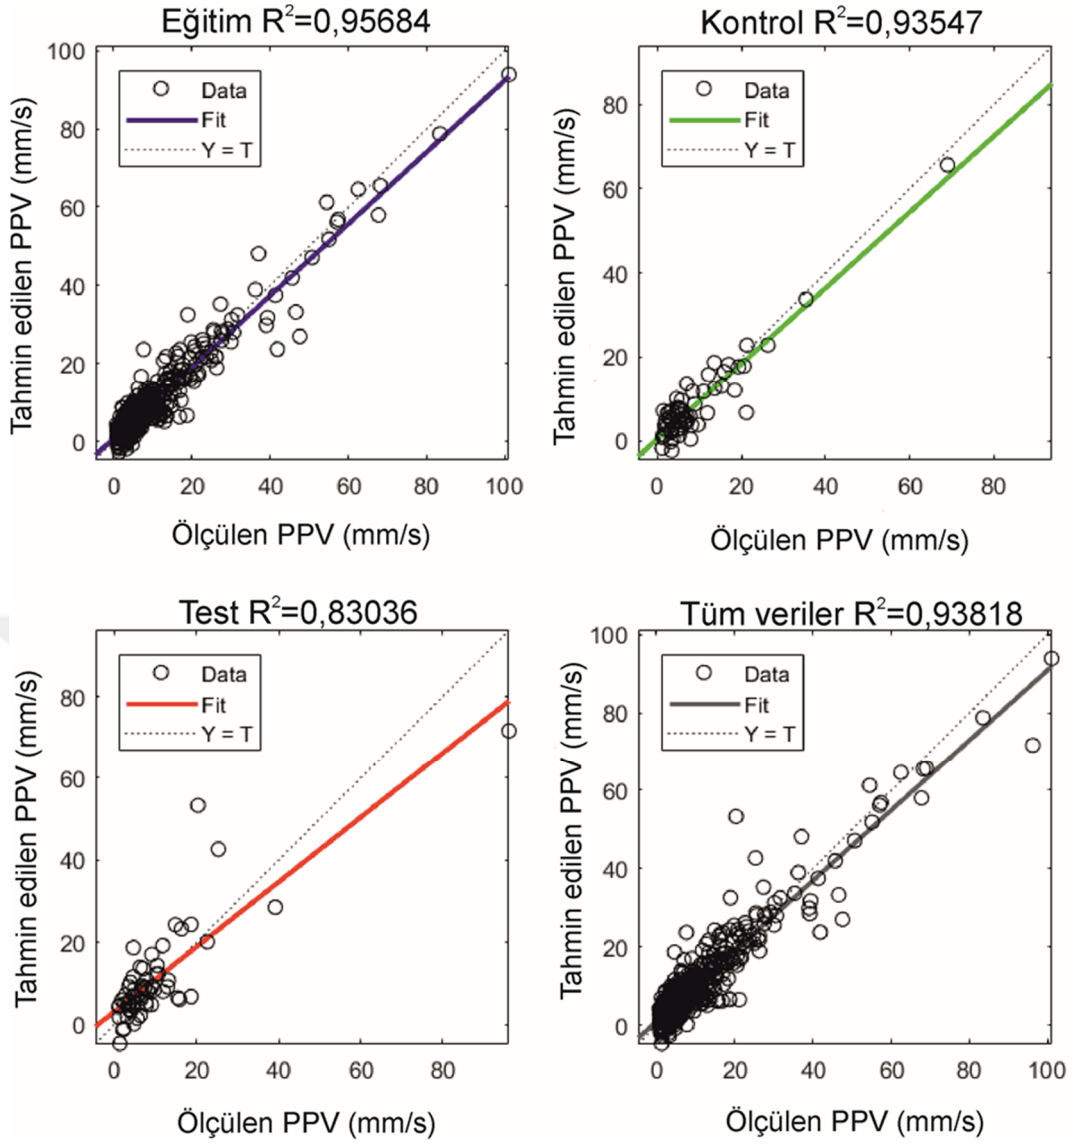 Eğitim R²=0,95684
100
80
60
40
20
0
Tahmin edilen PPV (mm/s)
Data
Fit
Y = T
0 20 40 60 80 100
Ölçülen PPV (mm/s)
Kontrol R²=0,93547
80
60
40
20
0
Tahmin edilen PPV (mm/s)
Data
Fit
Y = T
0 20 40 60 80
Ölçülen PPV (mm/s)
Test R²=0,83036
80
60
40
20
0
Tahmin edilen PPV (mm/s)
Data
Fit
Y = T
0 20 40 60 80
Ölçülen PPV (mm/s)
Tüm veriler R²=0,93818
100
80
60
40
20
0
Tahmin edilen PPV (mm/s)
Data
Fit
Y = T
0 20 40 60 80 100
Ölçülen PPV (mm/s)